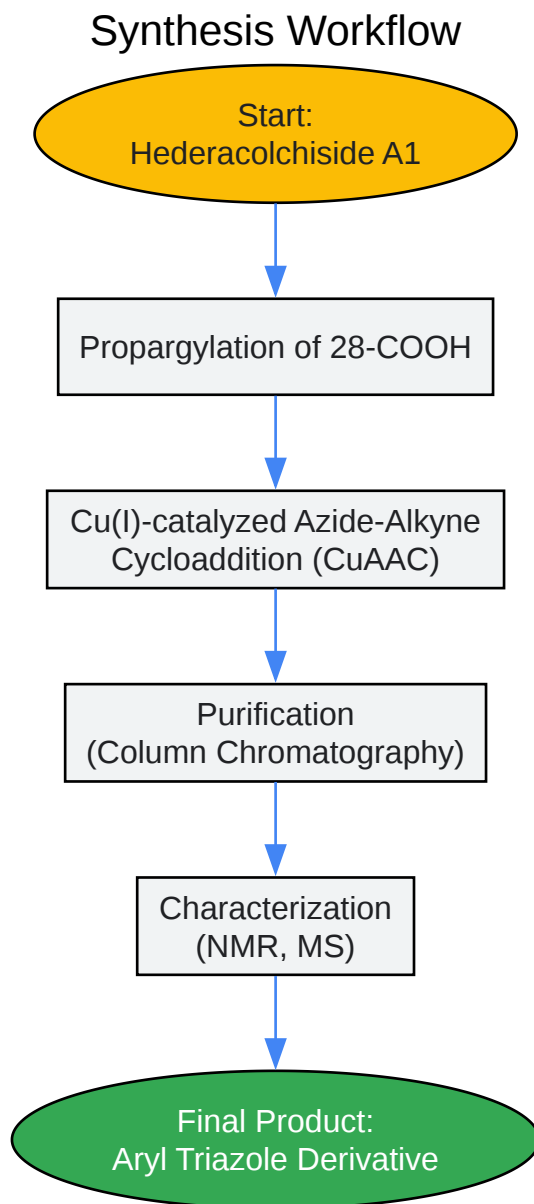 Synthesis Workflow
Start:
Hederacolchiside A1
Propargylation of 28-COOH
Cu(I)-catalyzed Azide-Alkyne
Cycloaddition (CuAAC)
Purification
(Column Chromatography)
Characterization
(NMR, MS)
Final Product:
Aryl Triazole Derivative